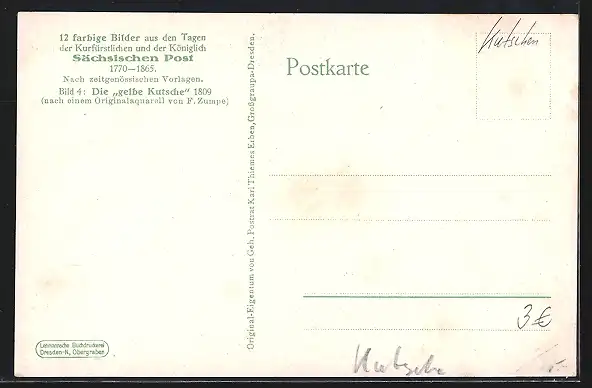 12 farbige Bilder aus den Tagen
der Kurfürstlichen und der Königlich
Sächsischen Post
1770—1865.
Nach zeitgenössischen Vorlagen.
Bild 4: Die „gelbe Kutsche“ 1809
(nach einem Originalaquarell von F. Zumpe)
Lehmannsche Buchdruckerei
Dresden-N, Obergraben
Original-Eigentum von Geh. Postrat Karl Thiemes Erben, Großgraupa-Dresden.
Postkarte
Kutschen
3€
Kutsche